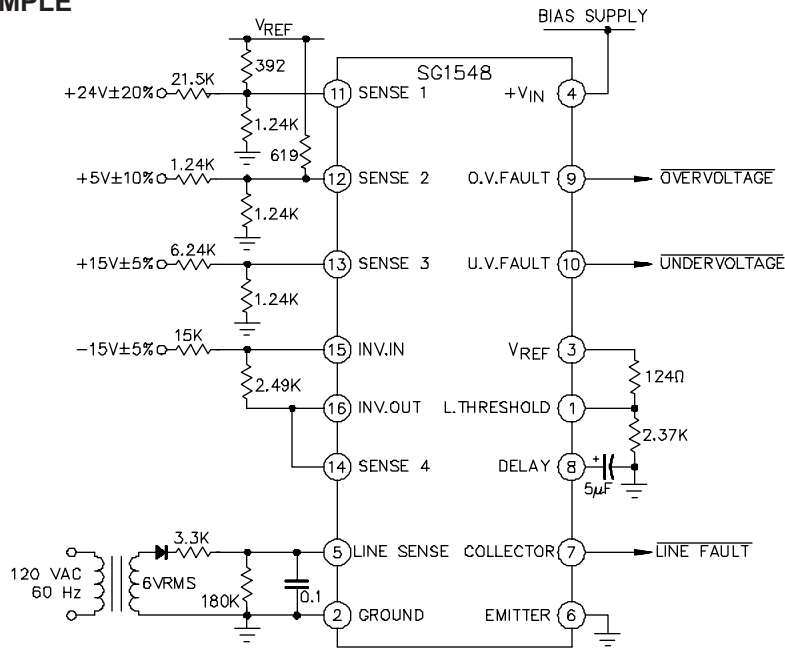 MPLE
BIAS SUPPLY
VREF
392
SG1548
21.5K
+24V±20%
11 SENSE 1
+VIN 4
1.24K
619
1.24K
+5V±10%
12 SENSE 2
O.V.FAULT 9
OVERVOLTAGE
1.24K
6.24K
+15V±5%
13 SENSE 3
U.V.FAULT 10
UNDERVOLTAGE
1.24K
15K
-15V±5%
15 INV.IN
VREF 3
2.49K
124Ω
16 INV.OUT
L.THRESHOLD 1
2.37K
14 SENSE 4
DELAY 8
+
5µF
3.3K
5 LINE SENSE
COLLECTOR 7
LINE FAULT
120 VAC
60 Hz
6VRMS
180K
0.1
2 GROUND
EMITTER 6